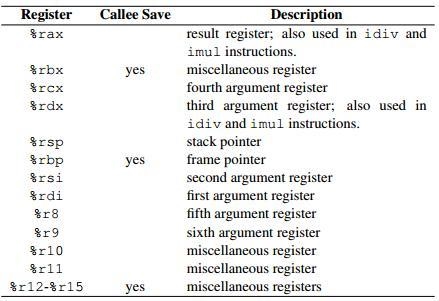 Register Callee Save Description
%rax result register; also used in idiv and
imul instructions.
%rbx yes miscellaneous register
%rcx fourth argument register
%rdx third argument register; also used in
idiv and imul instructions.
%rsp stack pointer
%rbp yes frame pointer
%rsi second argument register
%rdi first argument register
%r8 fifth argument register
%r9 sixth argument register
%r10 miscellaneous register
%r11 miscellaneous register
%r12-%r15 yes miscellaneous registers